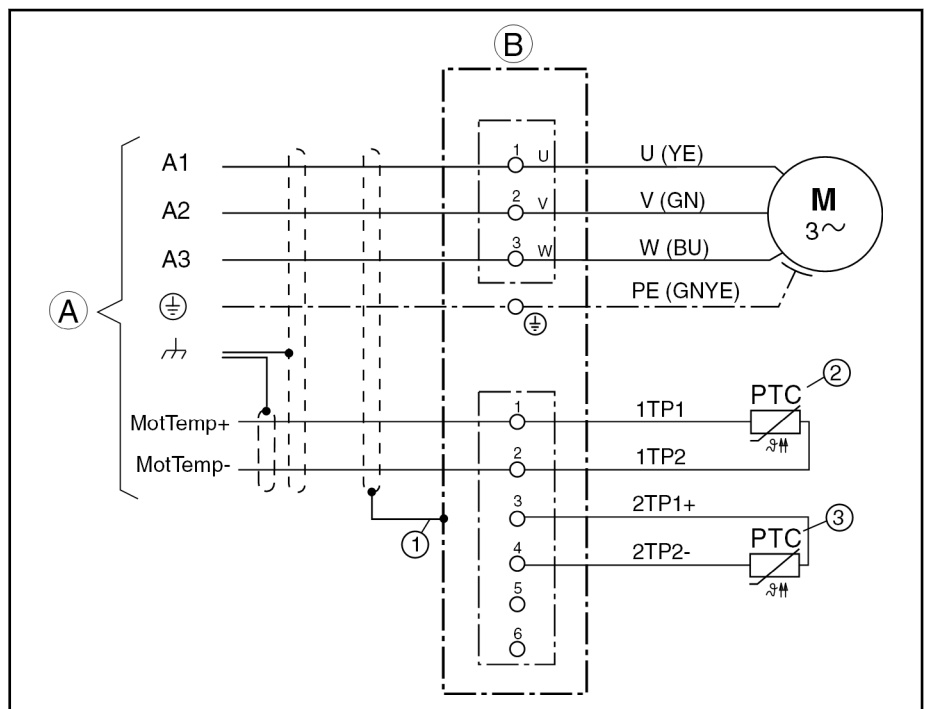 B
A1
1 U
U (YE)
A2
2 V
V (GN)
M
3~
A3
3 W
W (BU)
PE (GNYE)
A
2
PTC
MotTemp+
1
1TP1
ϑ
MotTemp-
2
1TP2
3
2TP1+
3
PTC
1
4
2TP2-
ϑ
5
6